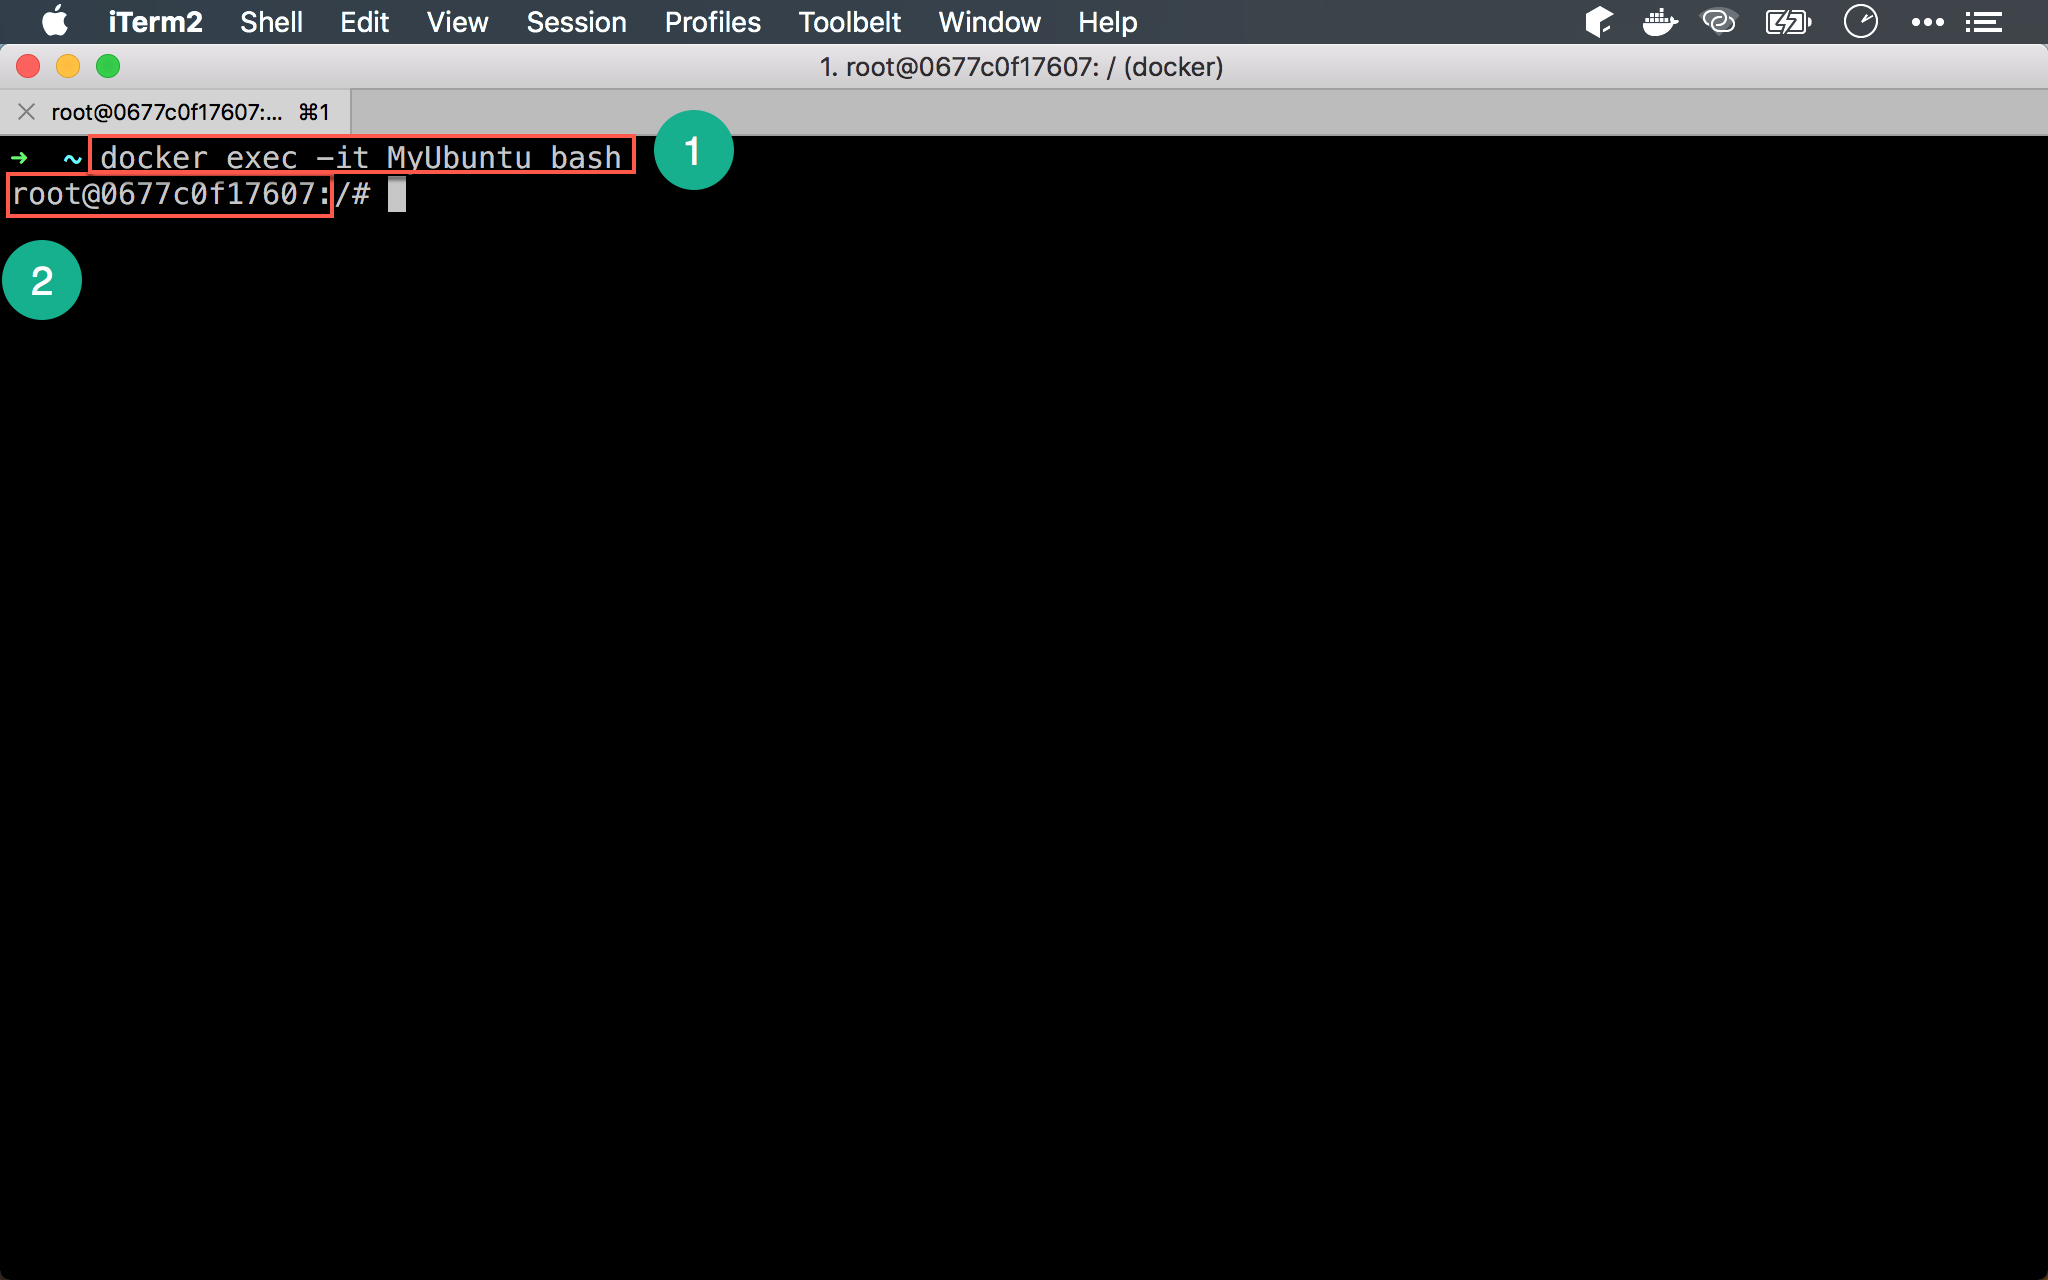 iTerm2 Shell Edit View Session Profiles Toolbelt Window Help
1. root@0677c0f17607: / (docker)
root@0677c0f17607:... ⌘1
➜ ~ docker exec -it MyUbuntu bash
1
root@0677c0f17607:/#
2